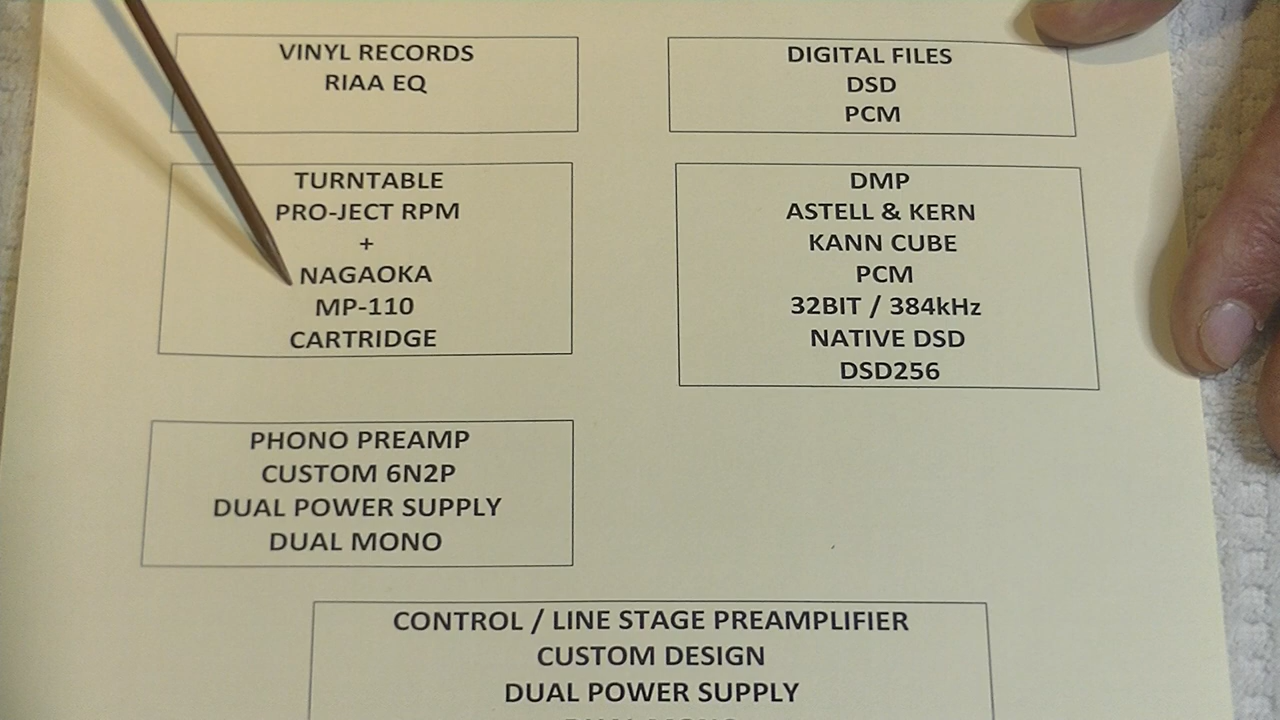 VINYL RECORDS
RIAA EQ
DIGITAL FILES
DSD
PCM
TURNTABLE
PRO-JECT RPM
+
NAGAOKA
MP-110
CARTRIDGE
DMP
ASTELL & KERN
KANN CUBE
PCM
32BIT / 384kHz
NATIVE DSD
DSD256
PHONO PREAMP
CUSTOM 6N2P
DUAL POWER SUPPLY
DUAL MONO
CONTROL / LINE STAGE PREAMPLIFIER
CUSTOM DESIGN
DUAL POWER SUPPLY